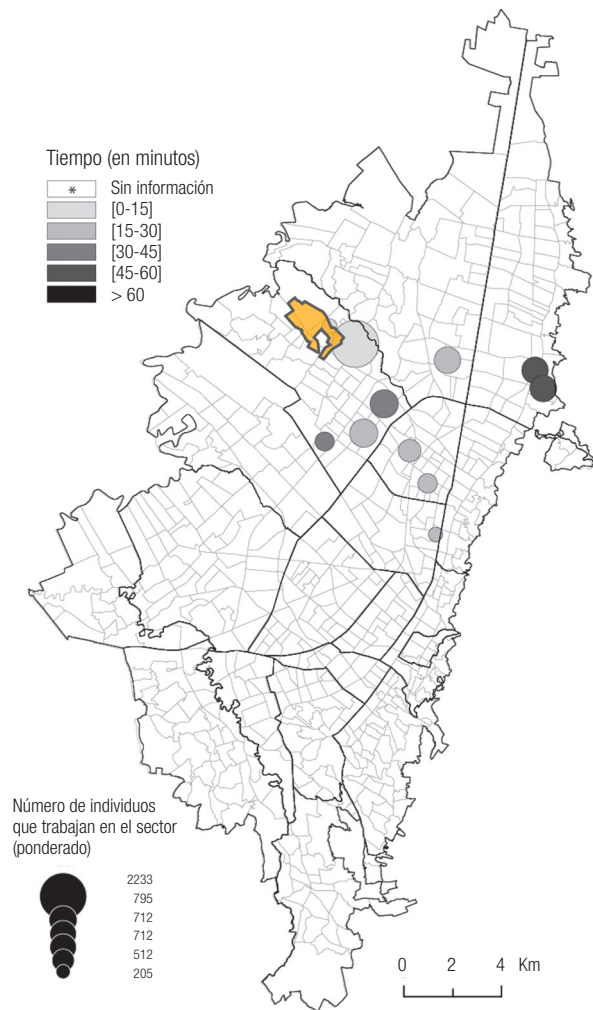 Tiempo (en minutos)
* Sin información
[0-15]
[15-30]
[30-45]
[45-60]
> 60
Número de individuos
que trabajan en el sector
(ponderado)
2233
795
712
712
512
205
0 2 4 Km